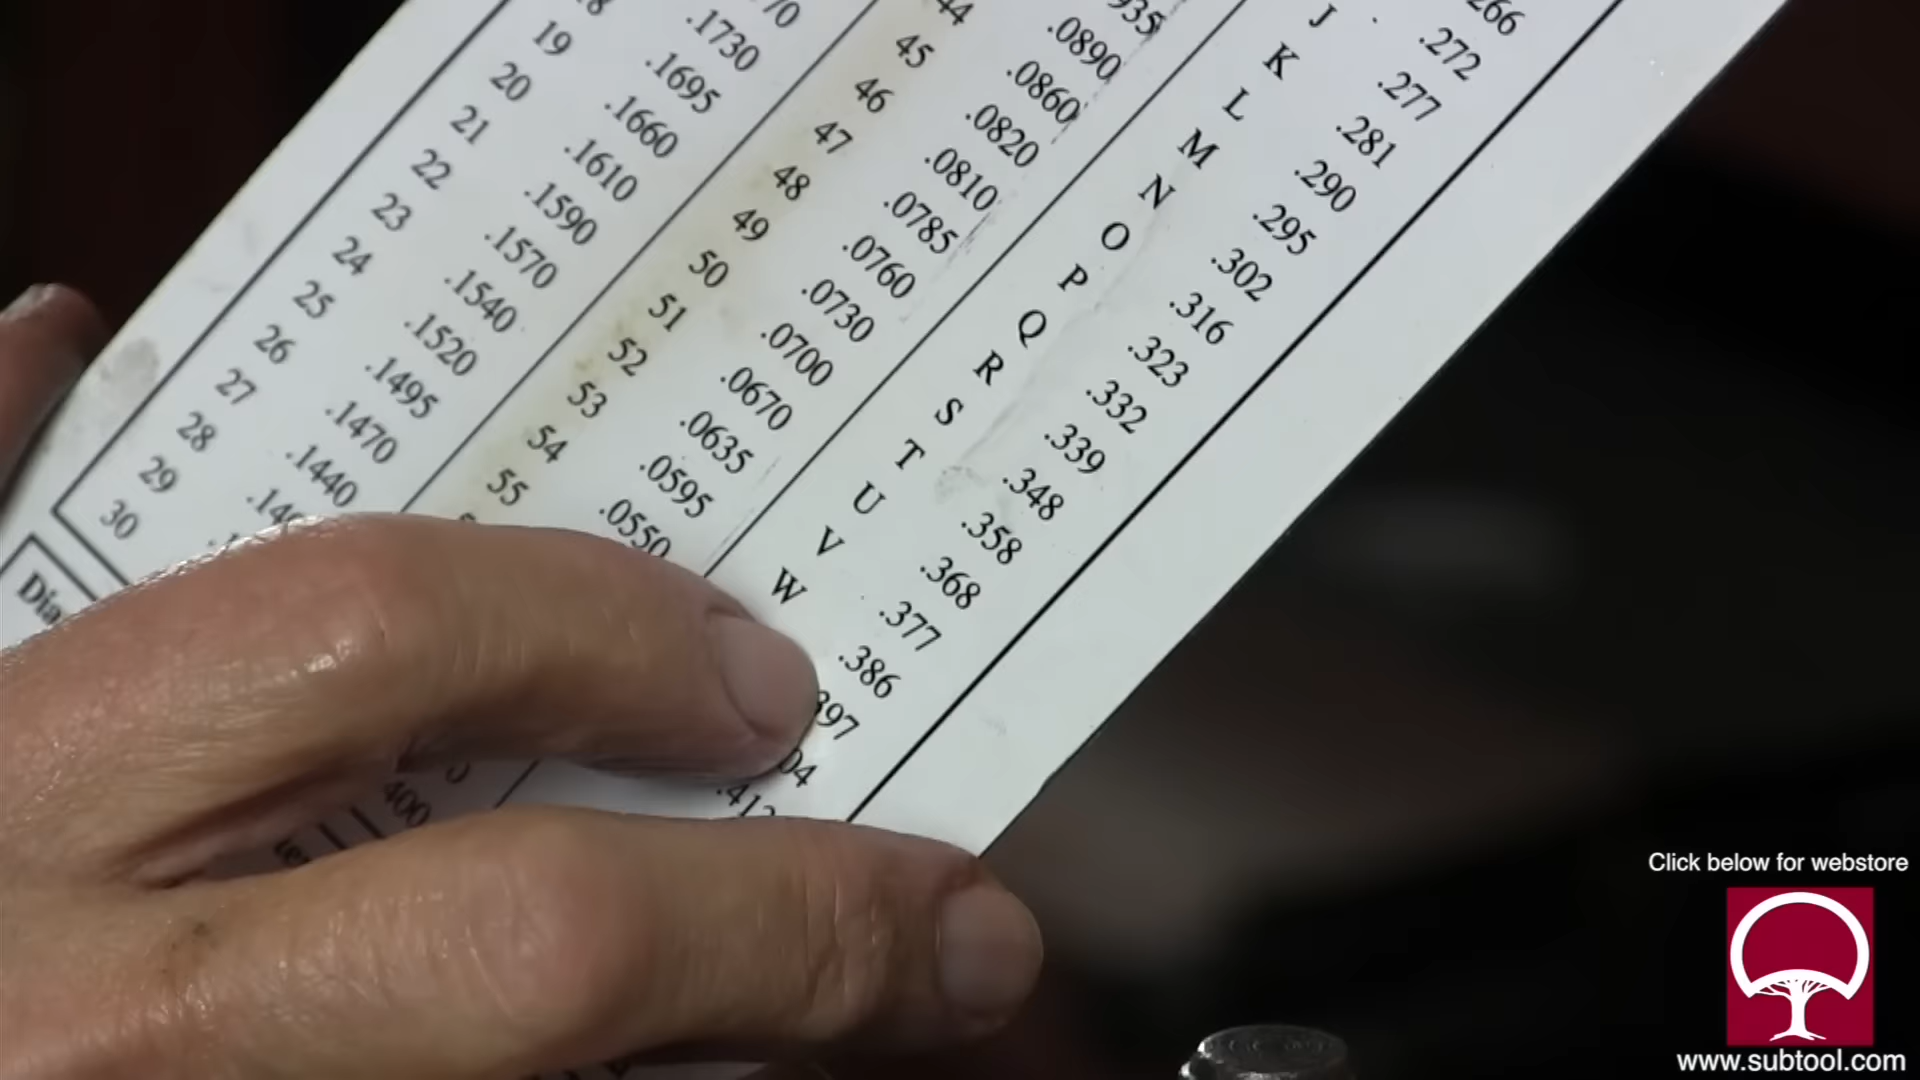 .272
J .277
K .281
L .290
.0890 M .295
.0860 N .302
45 .0820 O .316
46 .0810 P .323
.1730 47 .0785 Q .332
.1695 48 .0760 R .339
19 .1660 49 .0730 S .348
20 .1610 50 .0700 T .358
21 .1590 51 .0670 U .368
22 .1570 52 .0635 V .377
23 .1540 53 .0595 W .386
24 .1520 54 .0550
25 .1495 55
26 .1470
27 .1440
28
29
30
400
Click below for webstore
www.subtool.com